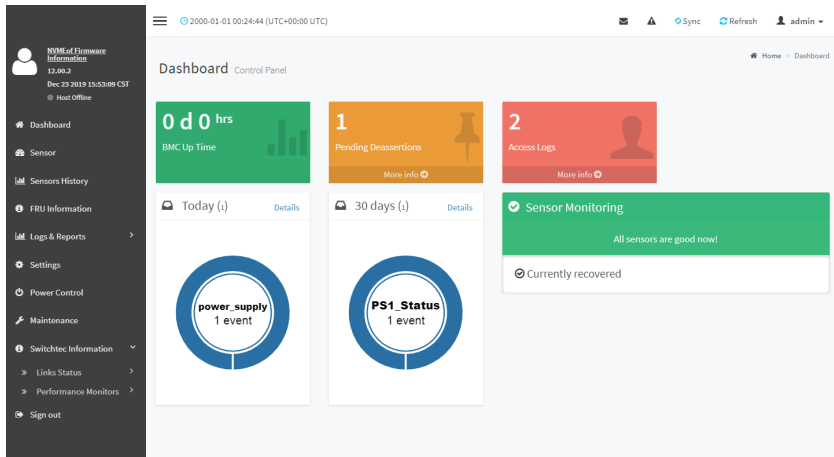 2000-01-01 00:24:44 (UTC+00:00 UTC)
Sync
Refresh
admin
NVMEof Firmware
Information
12.00.2
Dec 23 2019 15:53:09 CST
Host Offline
Dashboard
Sensor
Sensors History
FRU Information
Logs & Reports
Settings
Power Control
Maintenance
Switchtec Information
Links Status
Performance Monitors
Sign out
Dashboard Control Panel
Home > Dashboard
0 d 0 hrs
BMC Up Time
1
Pending Deassertions
More info
2
Access Logs
More info
Today (1) Details
power_supply
1 event
30 days (1) Details
PS1_Status
1 event
Sensor Monitoring
All sensors are good now!
Currently recovered